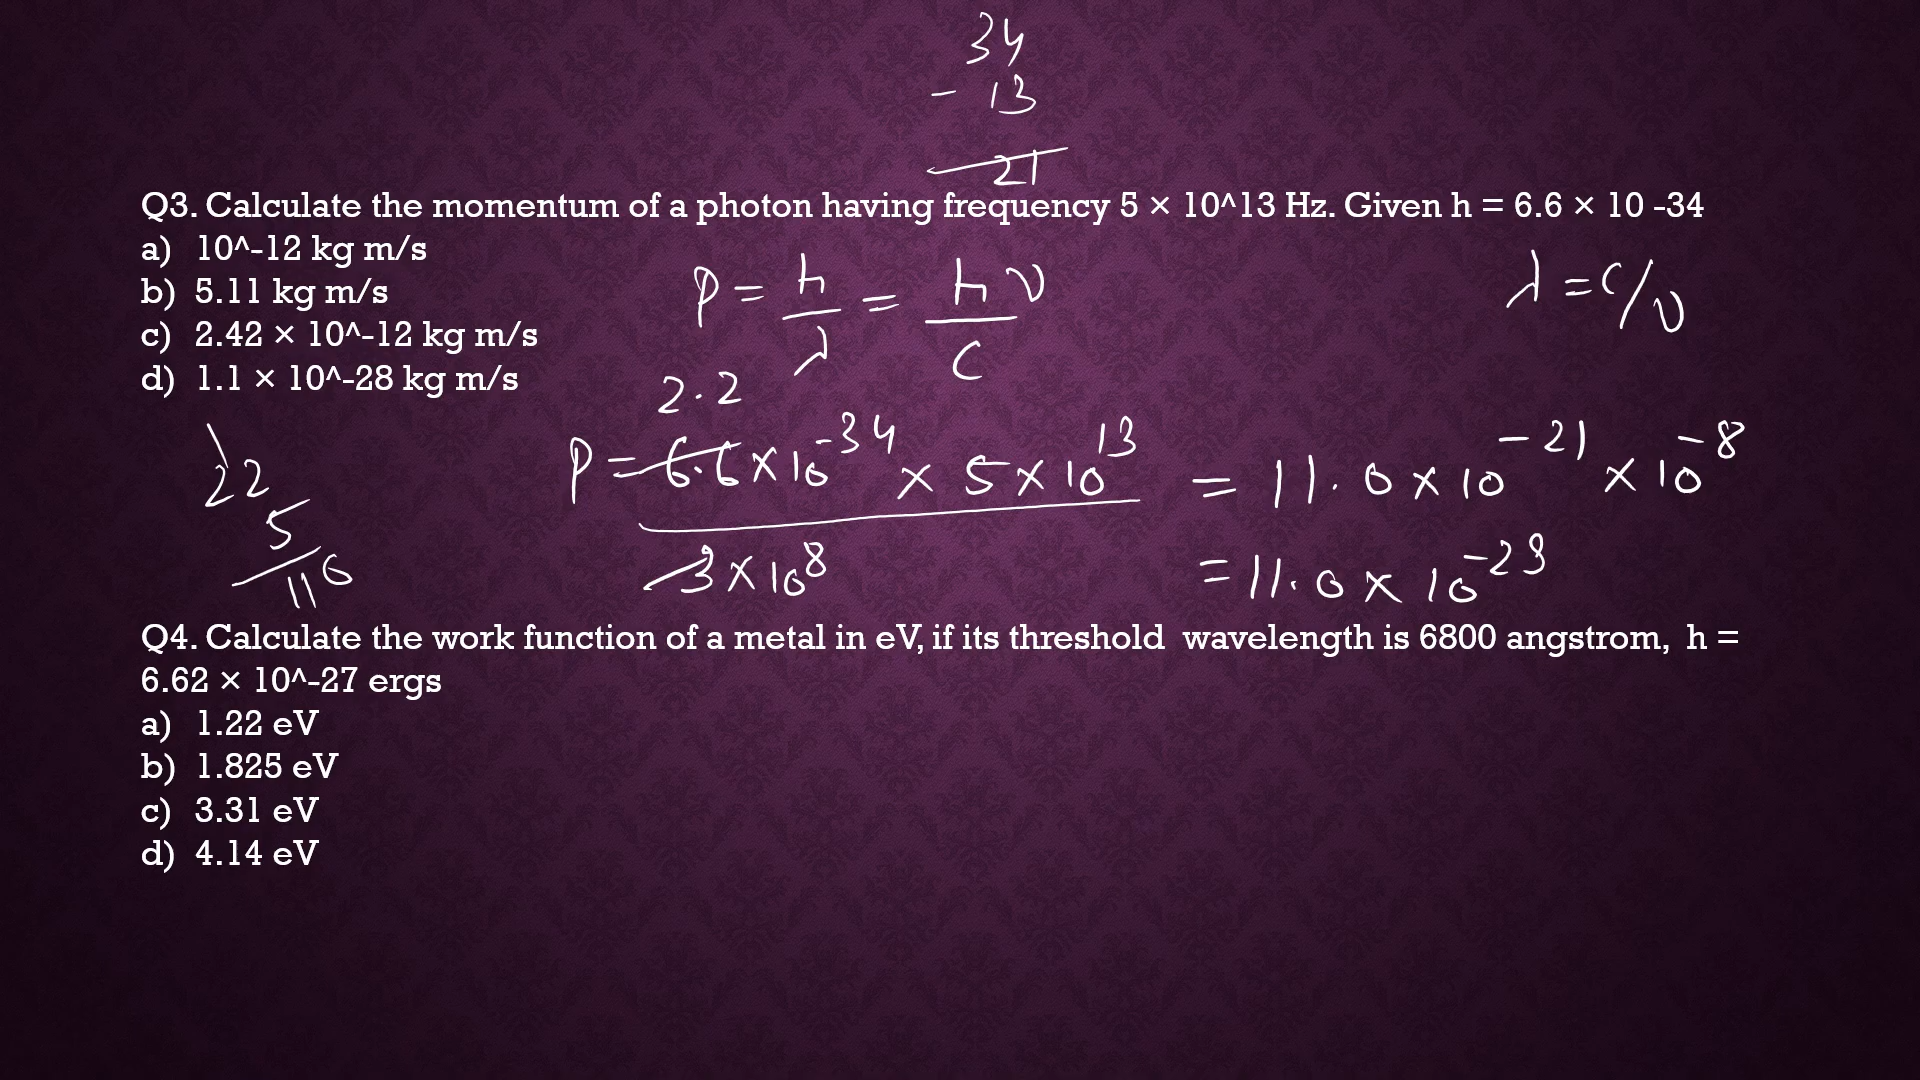 34
- 13
21
Q3. Calculate the momentum of a photon having frequency 5 × 10^13 Hz. Given h = 6.6 × 10 -34
a) 10^-12 kg m/s
b) 5.11 kg m/s
c) 2.42 × 10^-12 kg m/s
d) 1.1 × 10^-28 kg m/s
p = h/λ = hν/c
λ = c/ν
2.2
p = 6.6 × 10^-34 × 5 × 10^13 / 3 × 10^8 = 11.0 × 10^-21 × 10^-8
= 11.0 × 10^-29
22
5
110
Q4. Calculate the work function of a metal in eV, if its threshold wavelength is 6800 angstrom, h =
6.62 × 10^-27 ergs
a) 1.22 eV
b) 1.825 eV
c) 3.31 eV
d) 4.14 eV